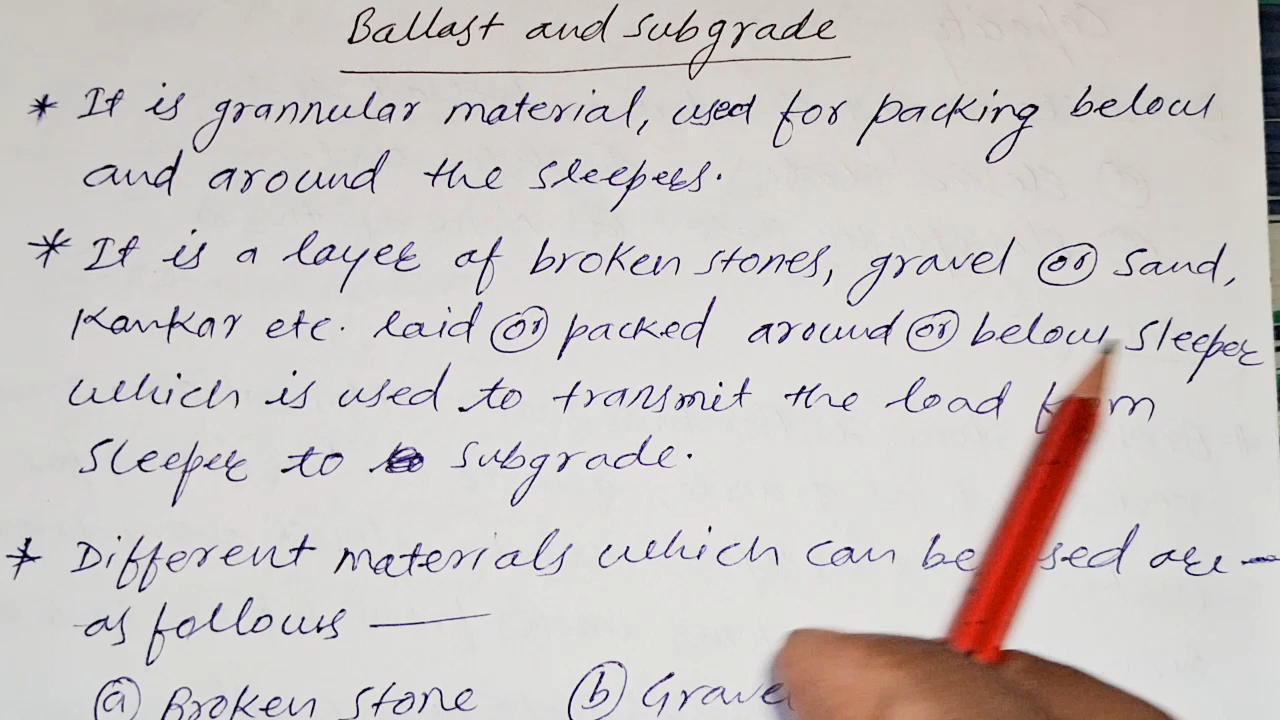 Ballast and subgrade
* It is grannular material, used for packing below
and around the sleepers.
* It is a layer of broken stones, gravel or sand,
Kankar etc. laid or packed around or below sleeper
which is used to transmit the load
sleeper to subgrade.
* Different materials which can be are -
as follows —
(a) Broken stone (b)